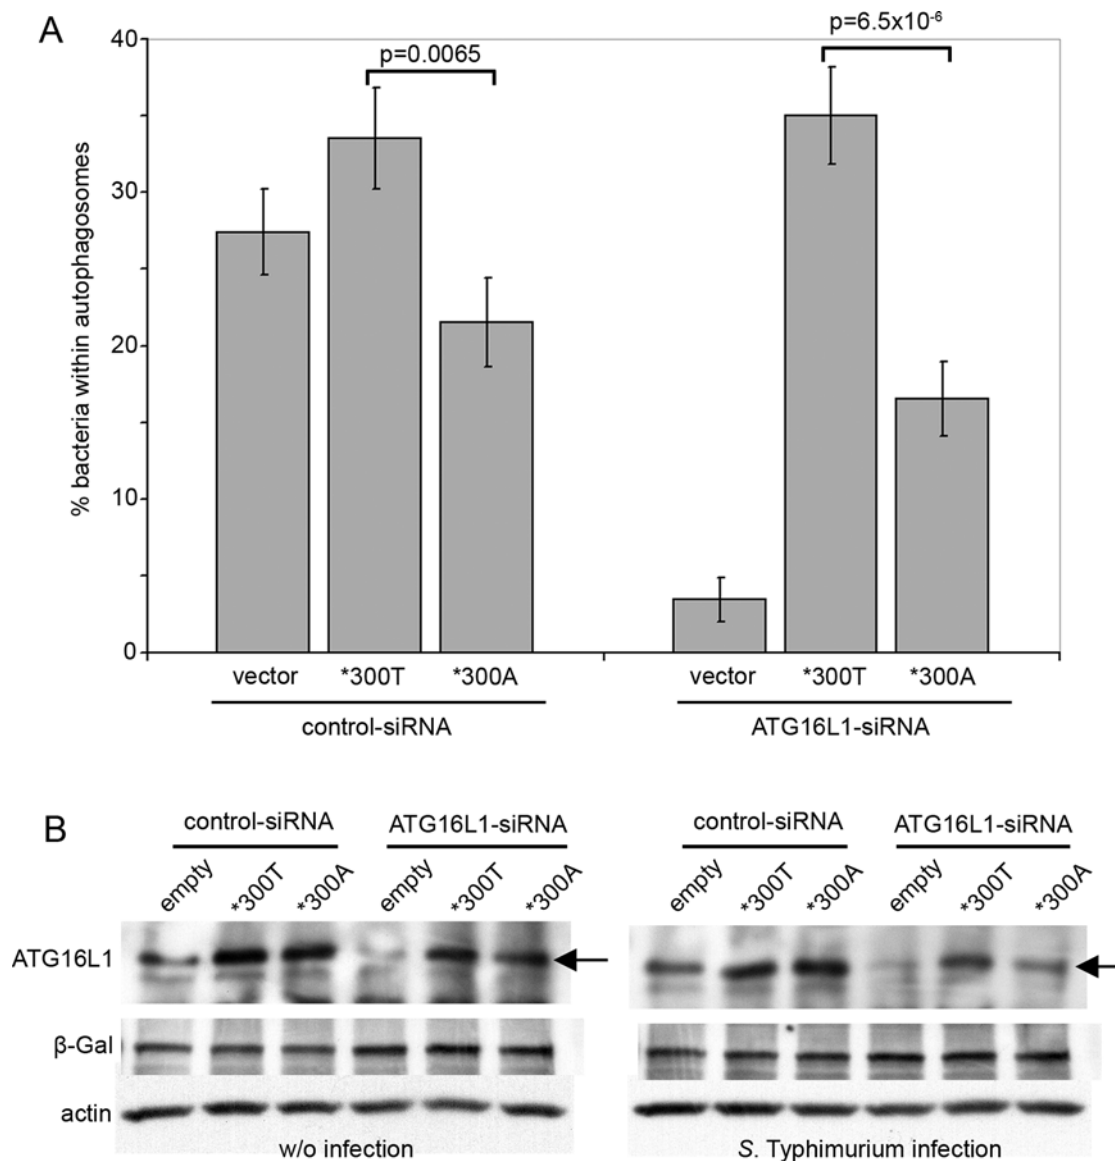 A
40
30
20
10
0
% bacteria within autophagosomes
p=0.0065
p=6.5x10⁻⁶
vector *300T *300A vector *300T *300A
control-siRNA ATG16L1-siRNA
B
control-siRNA ATG16L1-siRNA control-siRNA ATG16L1-siRNA
empty *300T *300A empty *300T *300A empty *300T *300A empty *300T *300A
ATG16L1
β-Gal
actin
w/o infection S. Typhimurium infection